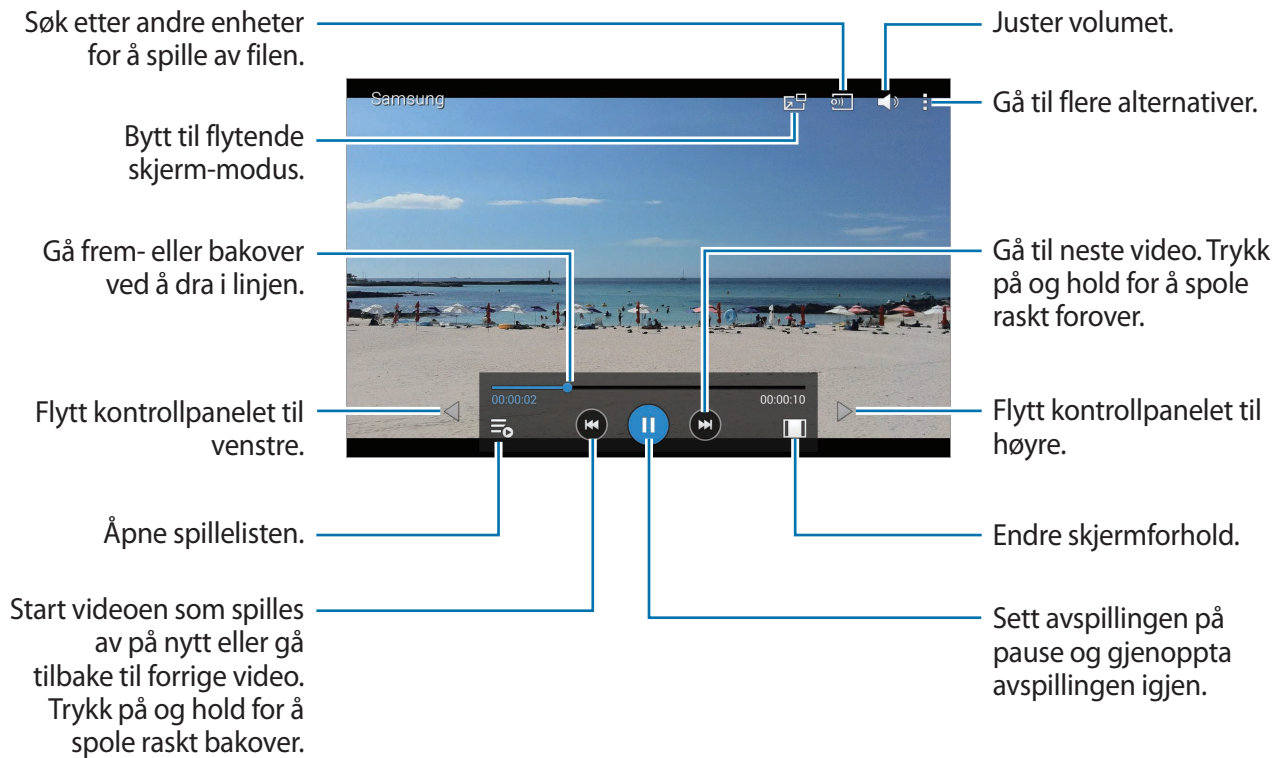 Søk etter andre enheter
for å spille av filen.
Bytt til flytende
skjerm-modus.
Gå frem- eller bakover
ved å dra i linjen.
Flytt kontrollpanelet til
venstre.
Åpne spillelisten.
Start videoen som spilles
av på nytt eller gå
tilbake til forrige video.
Trykk på og hold for å
spole raskt bakover.
Samsung
00:00:02
00:00:10
Juster volumet.
Gå til flere alternativer.
Gå til neste video. Trykk
på og hold for å spole
raskt forover.
Flytt kontrollpanelet til
høyre.
Endre skjermforhold.
Sett avspillingen på
pause og gjenoppta
avspillingen igjen.